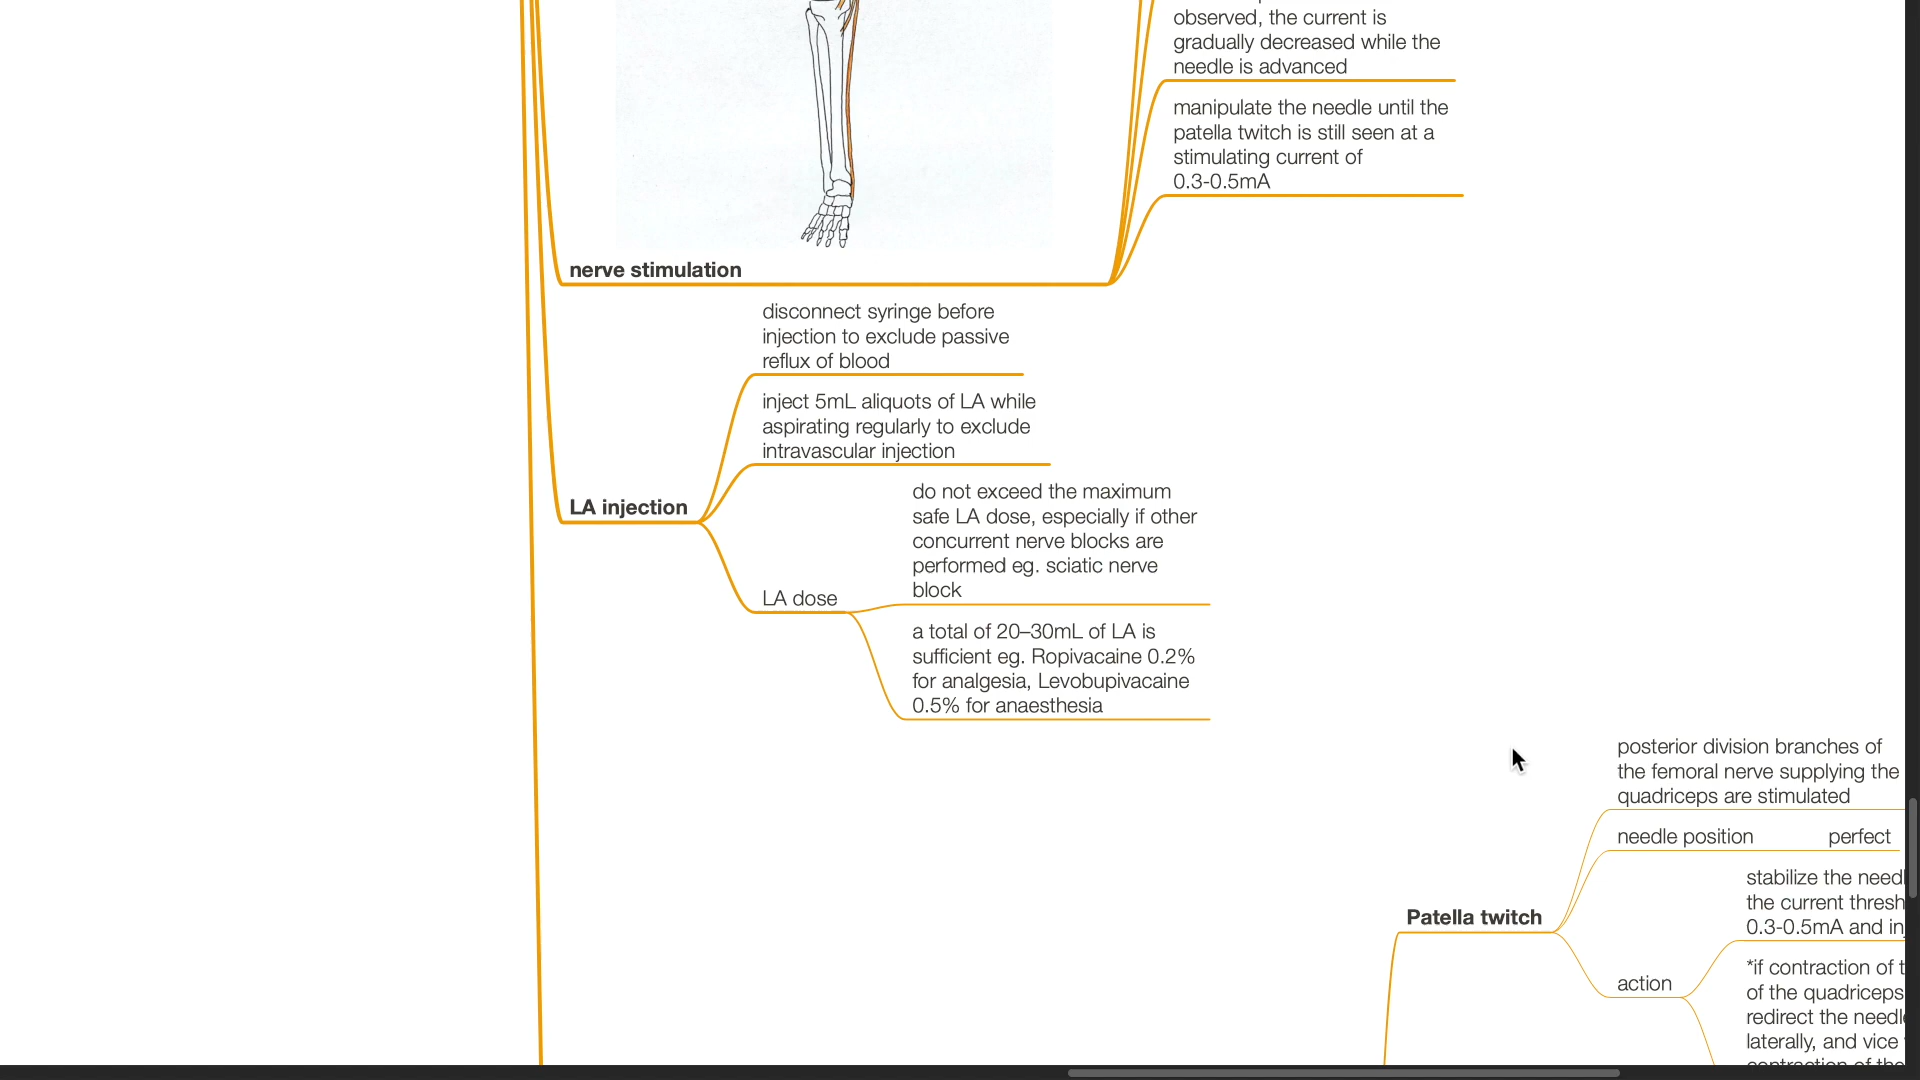 observed, the current is
gradually decreased while the
needle is advanced
manipulate the needle until the
patella twitch is still seen at a
stimulating current of
0.3-0.5mA
nerve stimulation
disconnect syringe before
injection to exclude passive
reflux of blood
inject 5mL aliquots of LA while
aspirating regularly to exclude
intravascular injection
LA injection
do not exceed the maximum
safe LA dose, especially if other
concurrent nerve blocks are
performed eg. sciatic nerve
block
LA dose
a total of 20–30mL of LA is
sufficient eg. Ropivacaine 0.2%
for analgesia, Levobupivacaine
0.5% for anaesthesia
posterior division branches of
the femoral nerve supplying the
quadriceps are stimulated
needle position perfect
stabilize the
the current
0.3-0.5mA and
Patella twitch
*if contraction of
action
of the quadriceps
redirect the
laterally, and vice